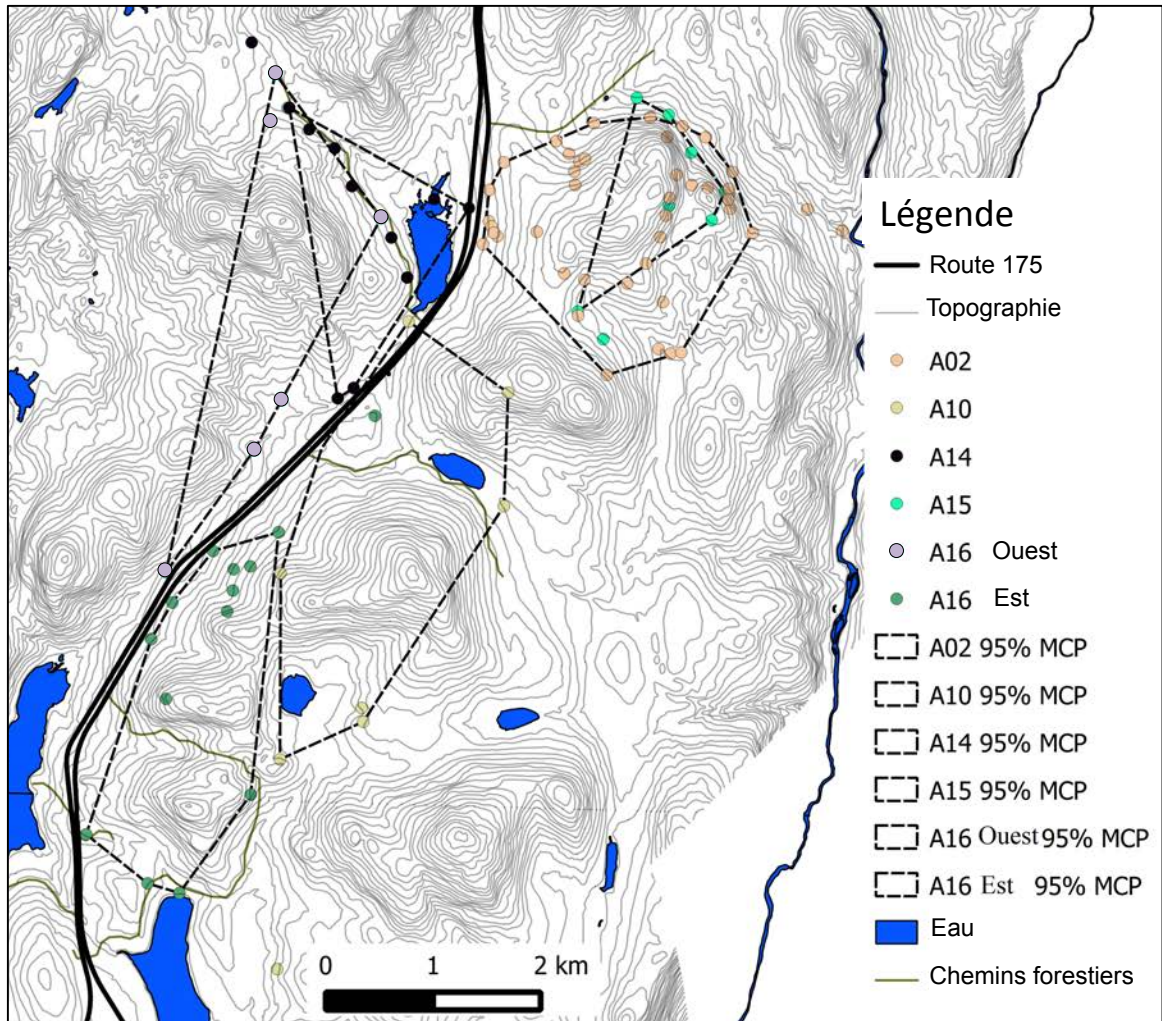 Légende
Route 175
Topographie
A02
A10
A14
A15
A16 Ouest
A16 Est
A02 95% MCP
A10 95% MCP
A14 95% MCP
A15 95% MCP
A16 Ouest 95% MCP
A16 Est 95% MCP
Eau
Chemins forestiers
0 1 2 km